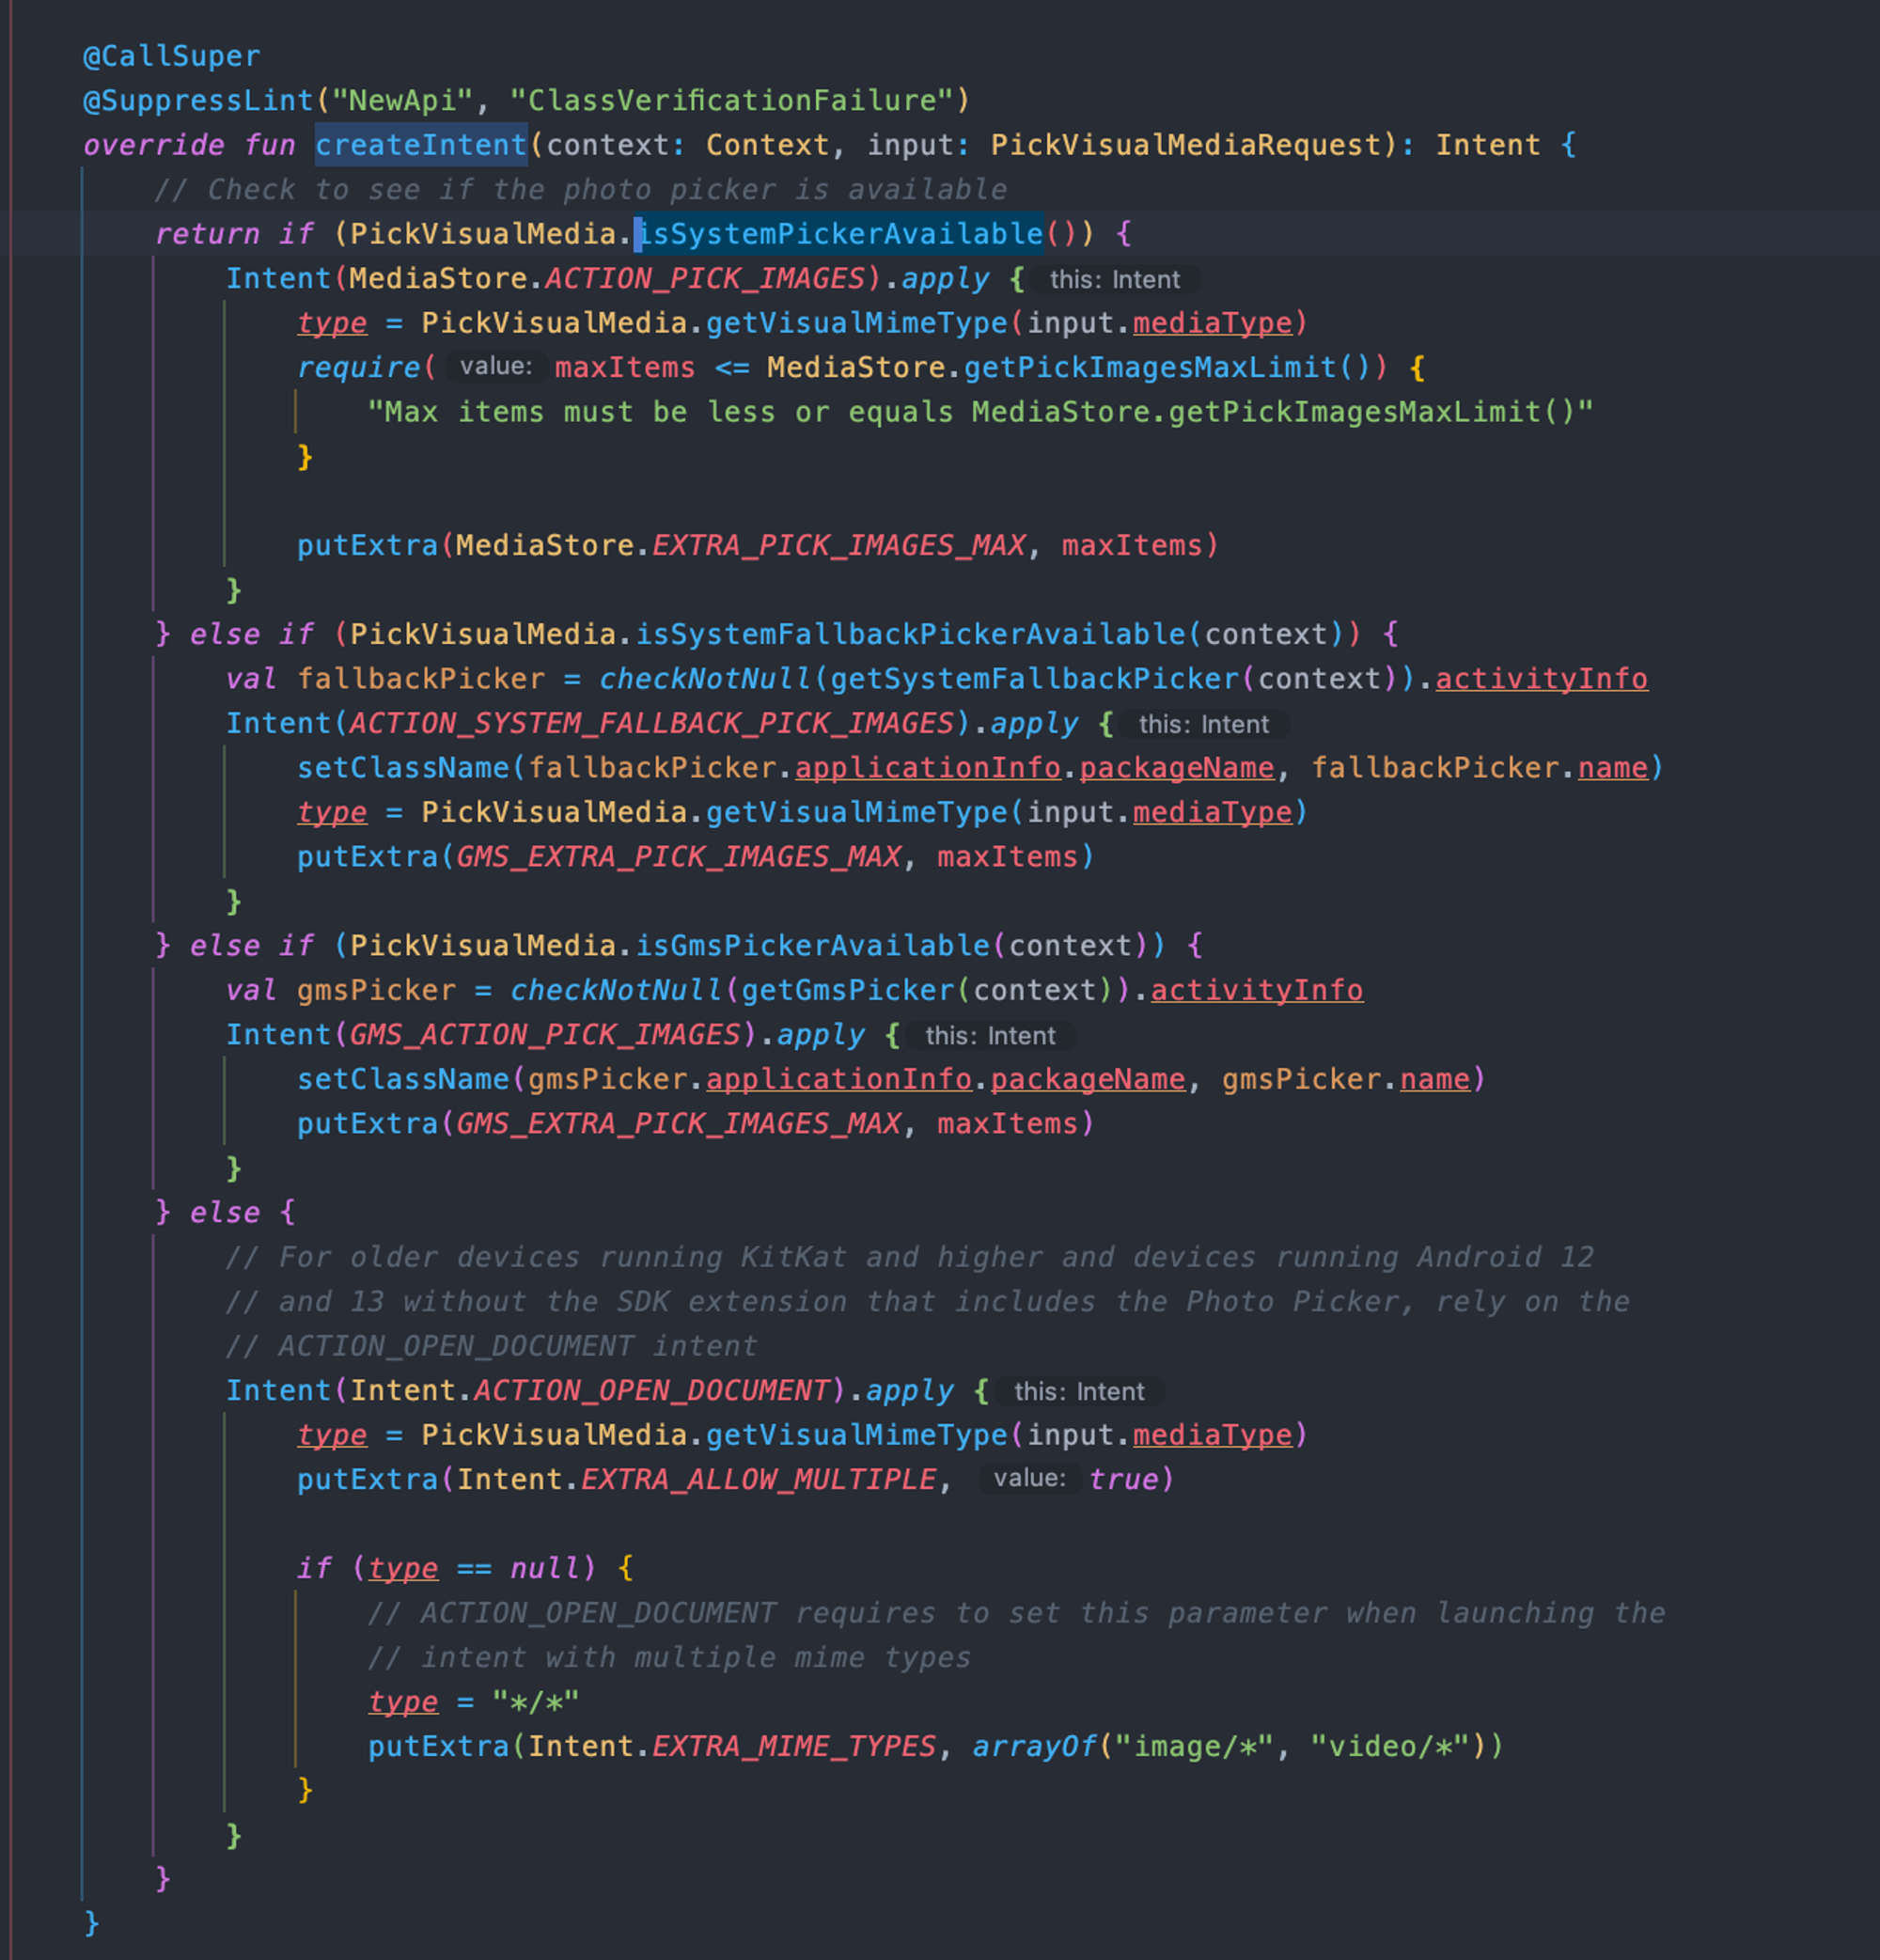 @CallSuper
@SuppressLint("NewApi", "ClassVerificationFailure")
override fun createIntent(context: Context, input: PickVisualMediaRequest): Intent {
// Check to see if the photo picker is available
return if (PickVisualMedia.isSystemPickerAvailable()) {
Intent(MediaStore.ACTION_PICK_IMAGES).apply { this: Intent
type = PickVisualMedia.getVisualMimeType(input.mediaType)
require( value: maxItems <= MediaStore.getPickImagesMaxLimit()) {
"Max items must be less or equals MediaStore.getPickImagesMaxLimit()"
}
putExtra(MediaStore.EXTRA_PICK_IMAGES_MAX, maxItems)
}
} else if (PickVisualMedia.isSystemFallbackPickerAvailable(context)) {
val fallbackPicker = checkNotNull(getSystemFallbackPicker(context)).activityInfo
Intent(ACTION_SYSTEM_FALLBACK_PICK_IMAGES).apply { this: Intent
setClassName(fallbackPicker.applicationInfo.packageName, fallbackPicker.name)
type = PickVisualMedia.getVisualMimeType(input.mediaType)
putExtra(GMS_EXTRA_PICK_IMAGES_MAX, maxItems)
}
} else if (PickVisualMedia.isGmsPickerAvailable(context)) {
val gmsPicker = checkNotNull(getGmsPicker(context)).activityInfo
Intent(GMS_ACTION_PICK_IMAGES).apply { this: Intent
setClassName(gmsPicker.applicationInfo.packageName, gmsPicker.name)
putExtra(GMS_EXTRA_PICK_IMAGES_MAX, maxItems)
}
} else {
// For older devices running KitKat and higher and devices running Android 12
// and 13 without the SDK extension that includes the Photo Picker, rely on the
// ACTION_OPEN_DOCUMENT intent
Intent(Intent.ACTION_OPEN_DOCUMENT).apply { this: Intent
type = PickVisualMedia.getVisualMimeType(input.mediaType)
putExtra(Intent.EXTRA_ALLOW_MULTIPLE, value: true)
if (type == null) {
// ACTION_OPEN_DOCUMENT requires to set this parameter when launching the
// intent with multiple mime types
type = "*/*"
putExtra(Intent.EXTRA_MIME_TYPES, arrayOf("image/*", "video/*"))
}
}
}
}